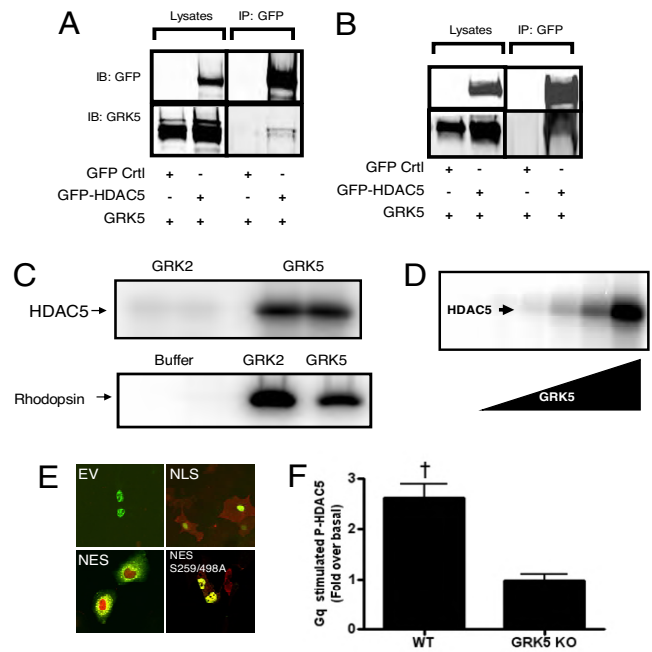 A
Lysates IP: GFP
IB: GFP
IB: GRK5
GFP Crtl + - + -
GFP-HDAC5 - + - +
GRK5 + + + +
B
Lysates IP: GFP
GFP Crtl + - + -
GFP-HDAC5 - + - +
GRK5 + + + +
C
GRK2 GRK5
HDAC5
Buffer GRK2 GRK5
Rhodopsin
D
HDAC5
GRK5
E
EV NLS
NES NES
S259/498A
F
Gq stimulated P-HDAC5
(Fold over basal)
3
2
1
0
†
WT GRK5 KO